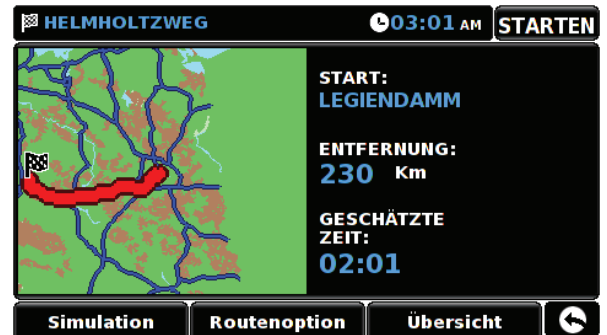 HELMHOLTZWEG 03:01 AM STARTEN
START:
LEGIENDAMM
ENTFERNUNG:
230 Km
GESCHÄTZTE
ZEIT:
02:01
Simulation Routenoption Übersicht